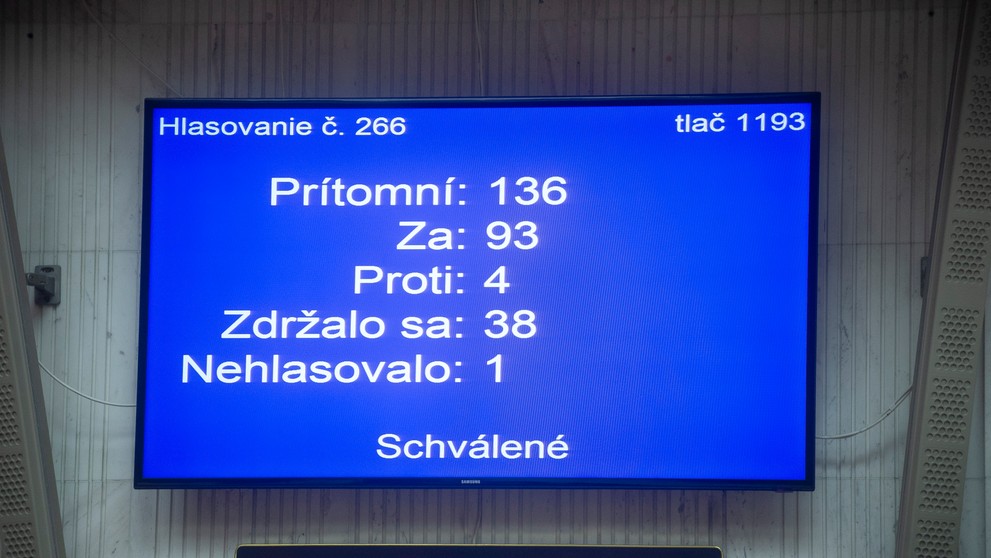 Hlasovanie č. 266 tlač 1193
Prítomní: 136
Za: 93
Proti: 4
Zdržalo sa: 38
Nehlasovalo: 1
Schválené
SAMSUNG